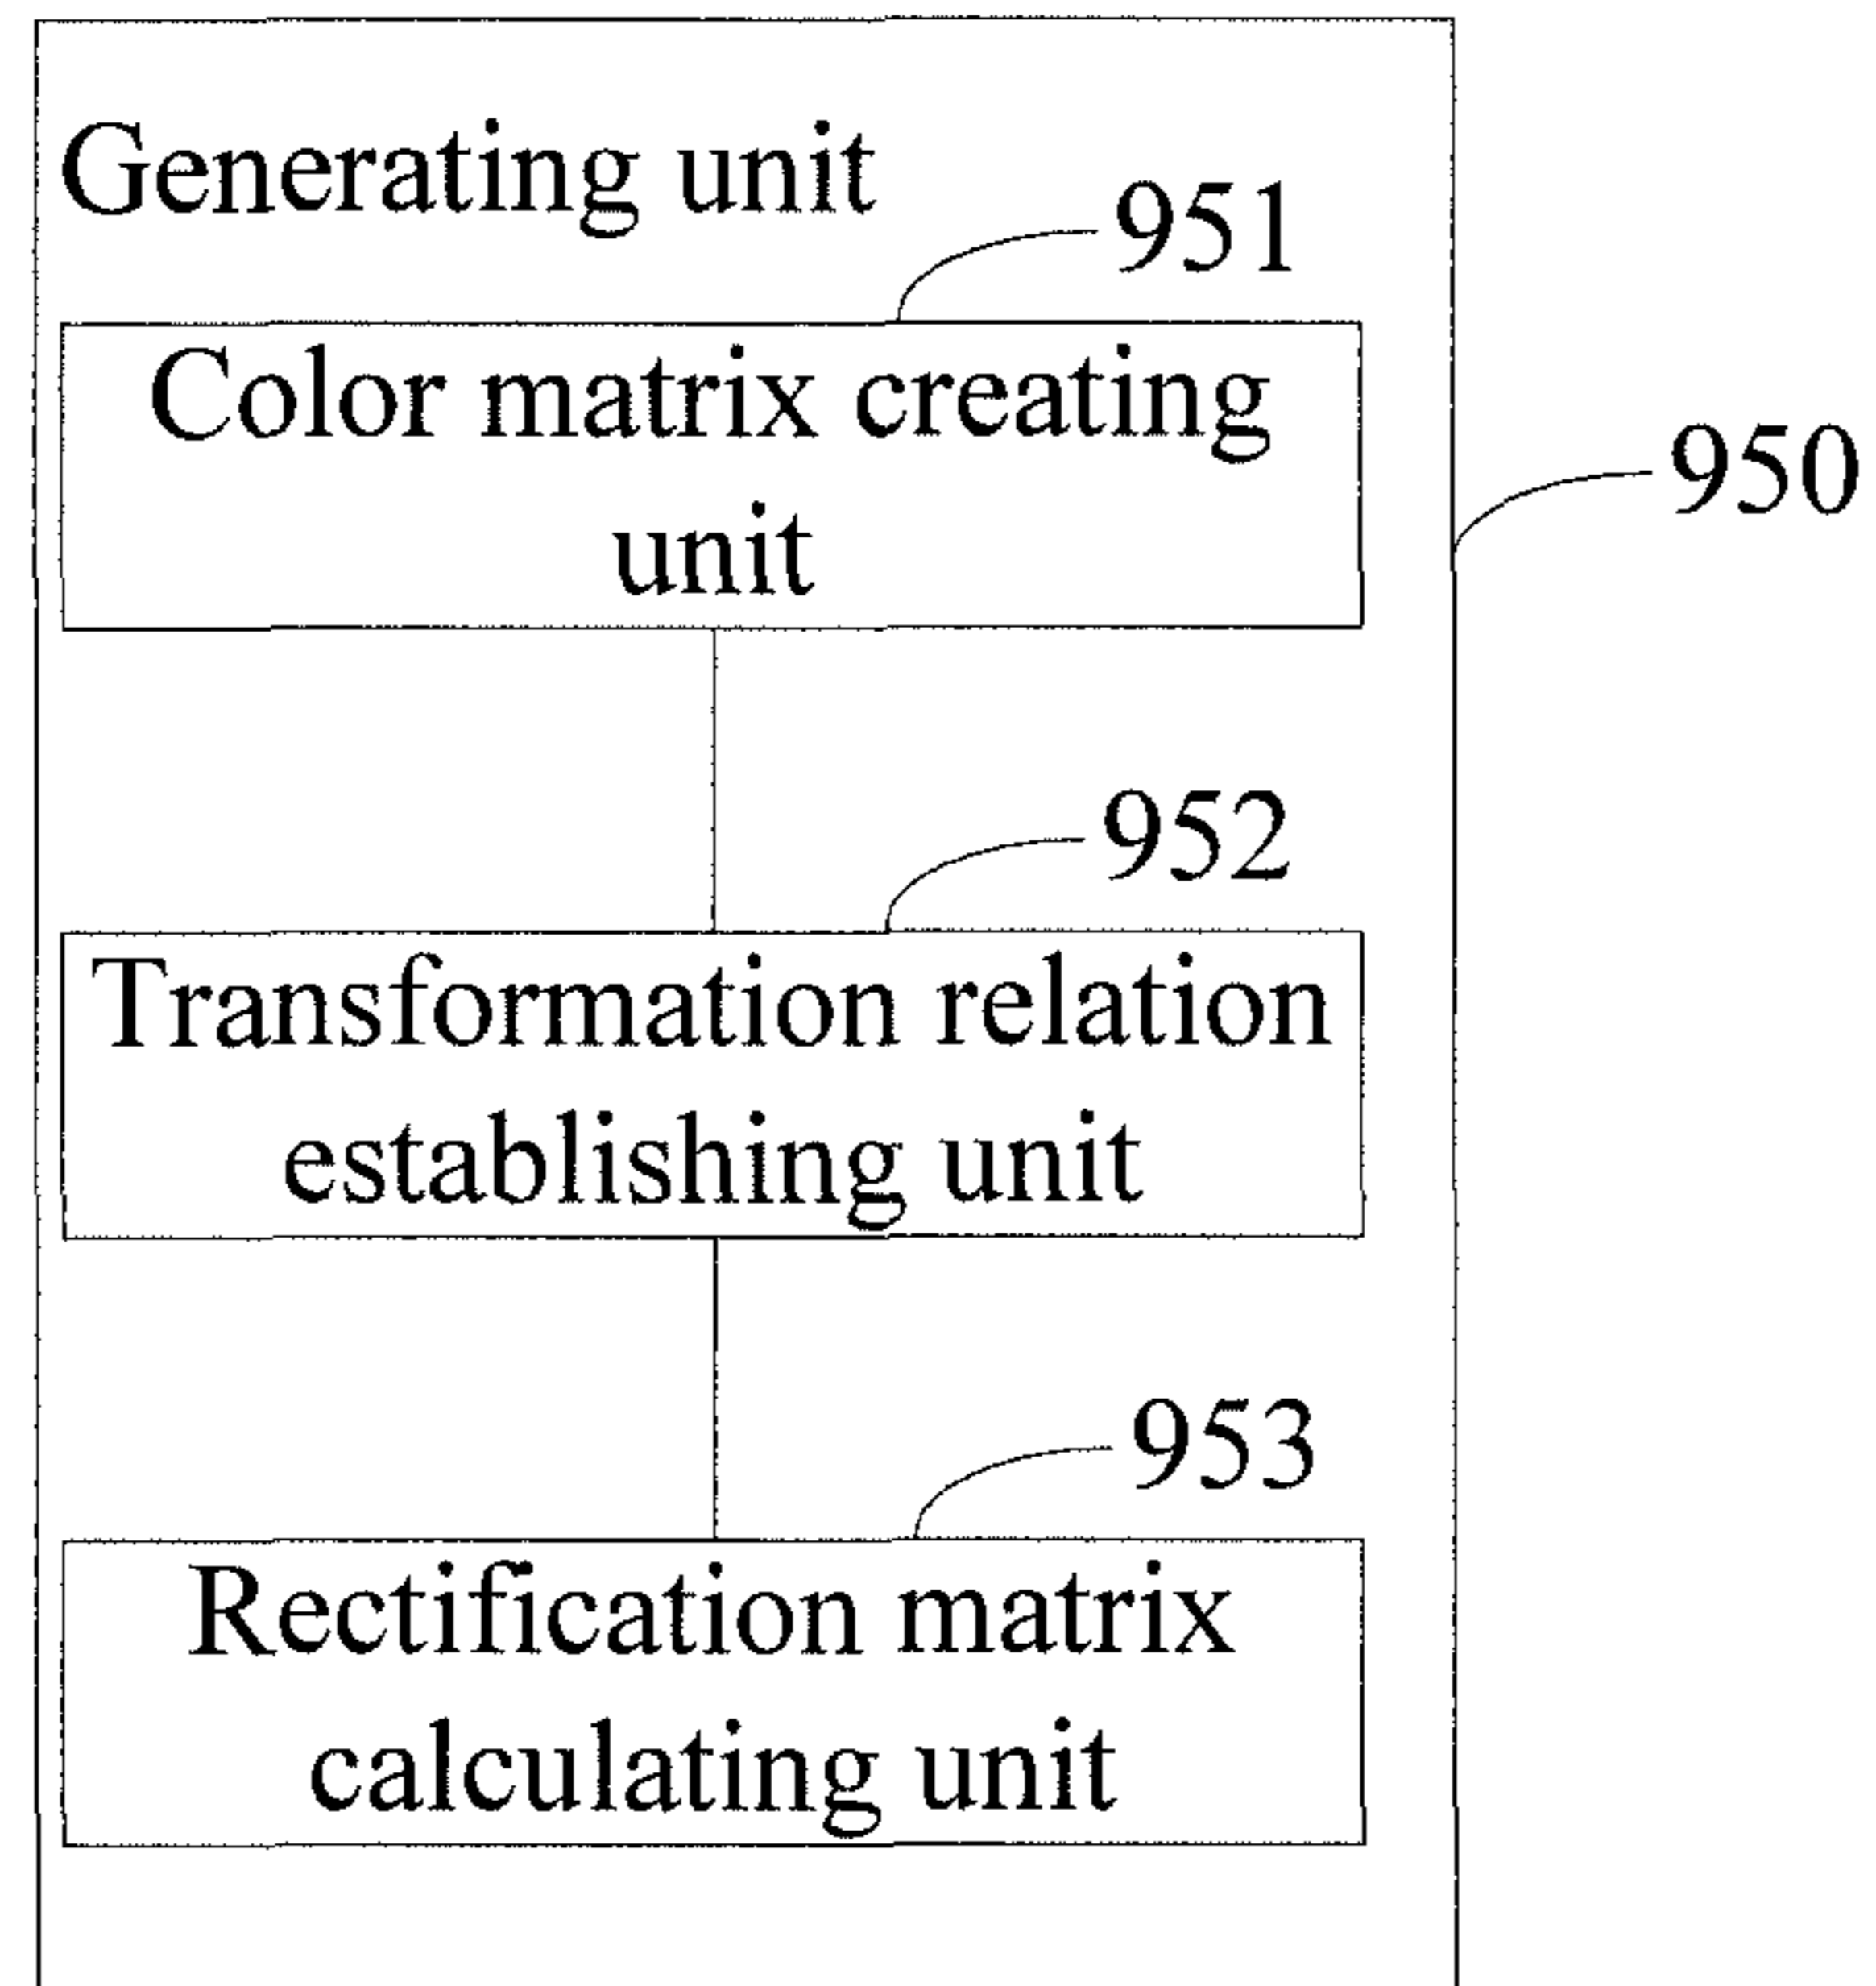 Generating unit
951
Color matrix creating
unit
950
952
Transformation relation
establishing unit
953
Rectification matrix
calculating unit